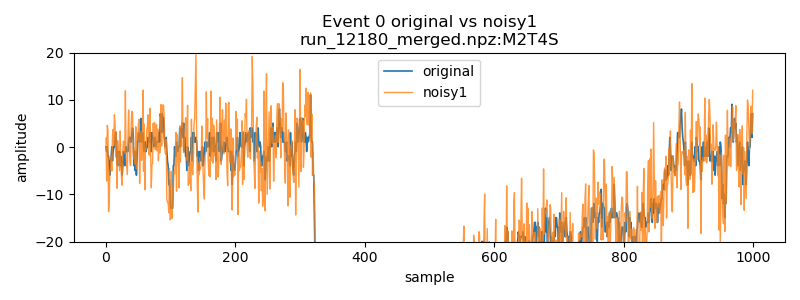 Event 0 original vs noisy1
run_12180_merged.npz:M2T4S
original
noisy1
amplitude
20
10
0
−10
−20
0
200
400
600
800
1000
sample